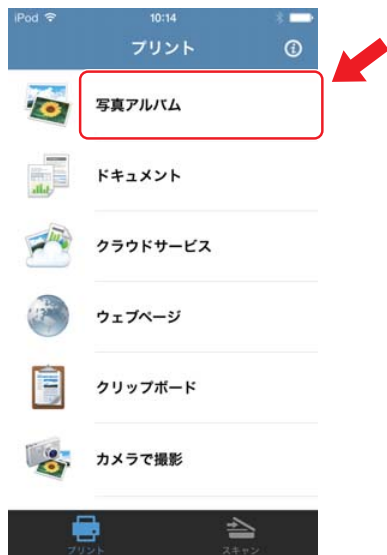 iPod 10:14
プリント
写真アルバム
ドキュメント
クラウドサービス
ウェブページ
クリップボード
カメラで撮影
プリント スキャン